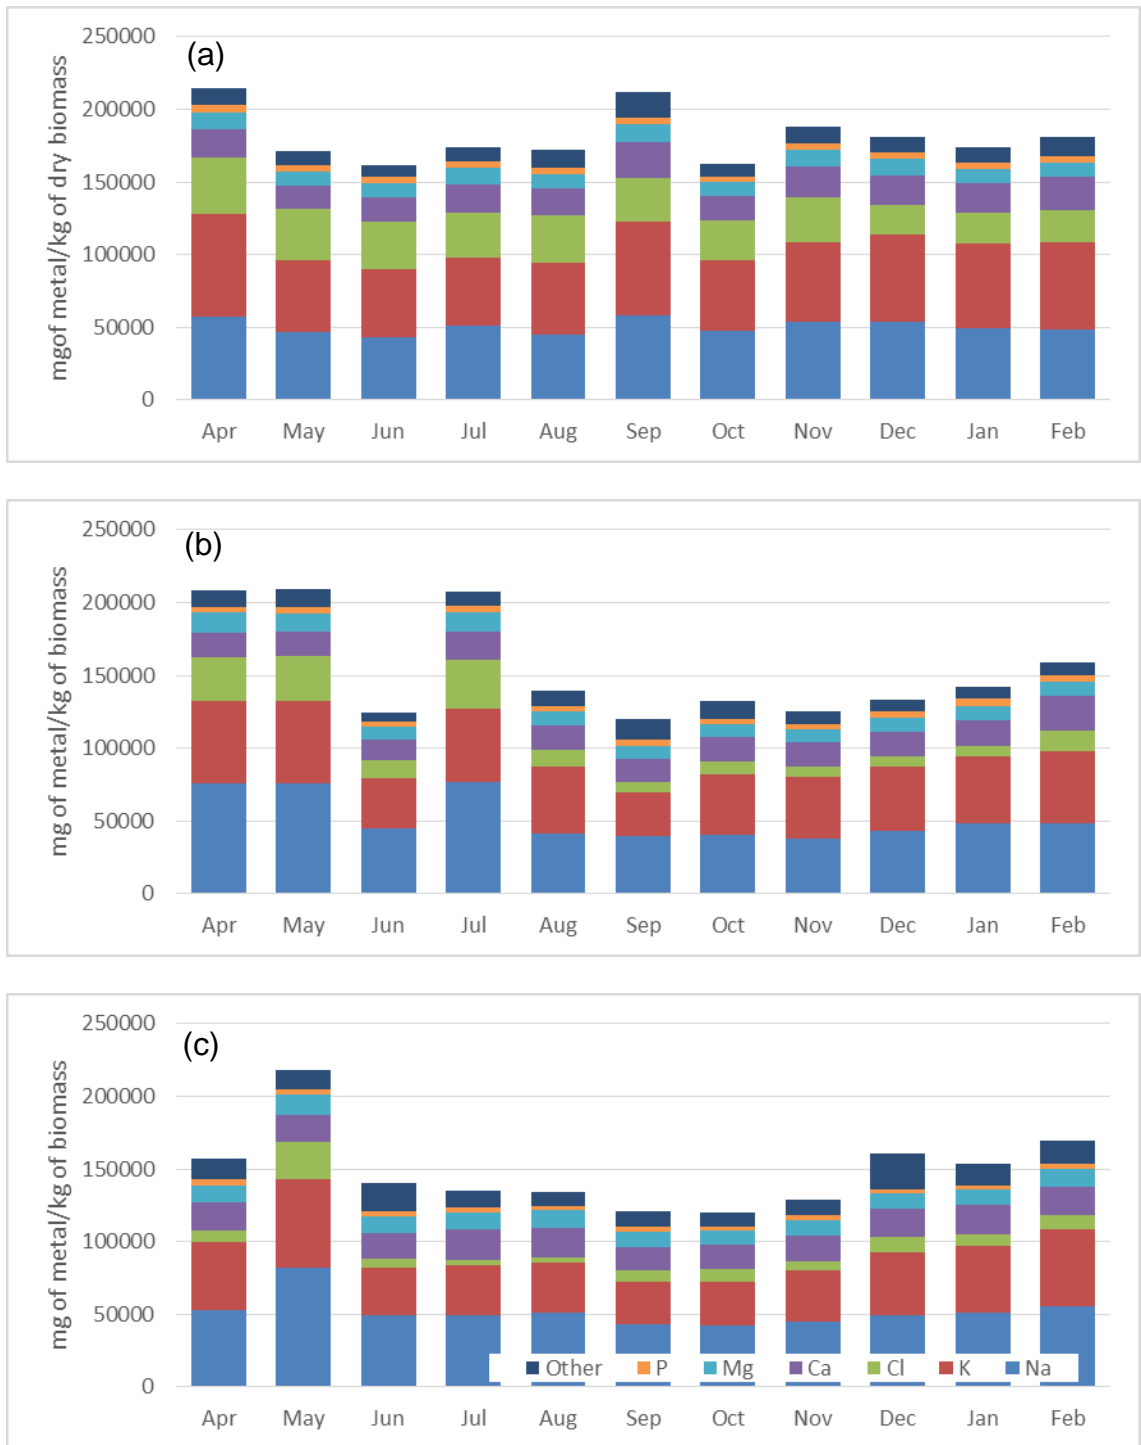 250000
(a)
200000
150000
100000
50000
0
mgof metal/kg of dry biomass
Apr May Jun Jul Aug Sep Oct Nov Dec Jan Feb
250000
(b)
200000
150000
100000
50000
0
mg of metal/kg of biomass
Apr May Jun Jul Aug Sep Oct Nov Dec Jan Feb
250000
(c)
200000
150000
100000
50000
0
mg of metal/kg of biomass
Other P Mg Ca Cl K Na
Apr May Jun Jul Aug Sep Oct Nov Dec Jan Feb